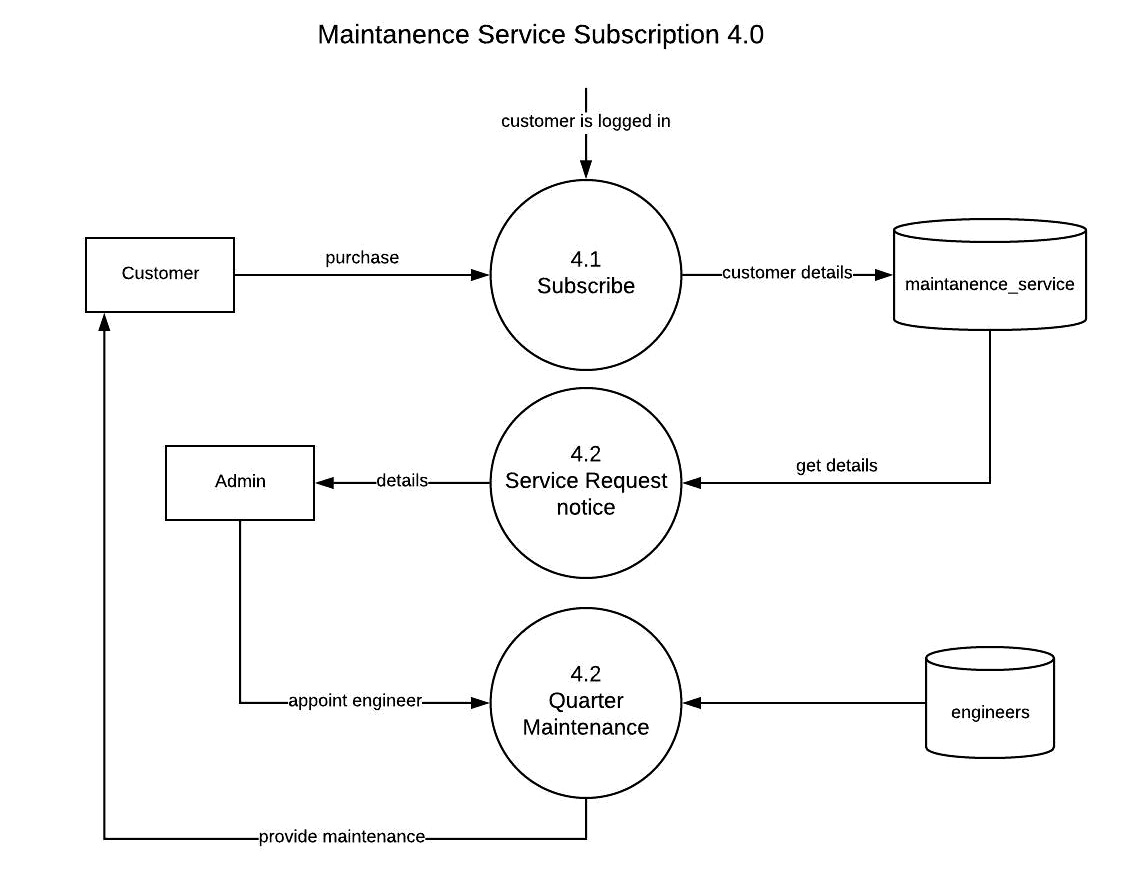 Maintanence Service Subscription 4.0
customer is logged in
Customer
purchase
4.1
Subscribe
customer details
maintanence_service
Admin
details
4.2
Service Request
notice
get details
appoint engineer
4.2
Quarter
Maintenance
engineers
provide maintenance